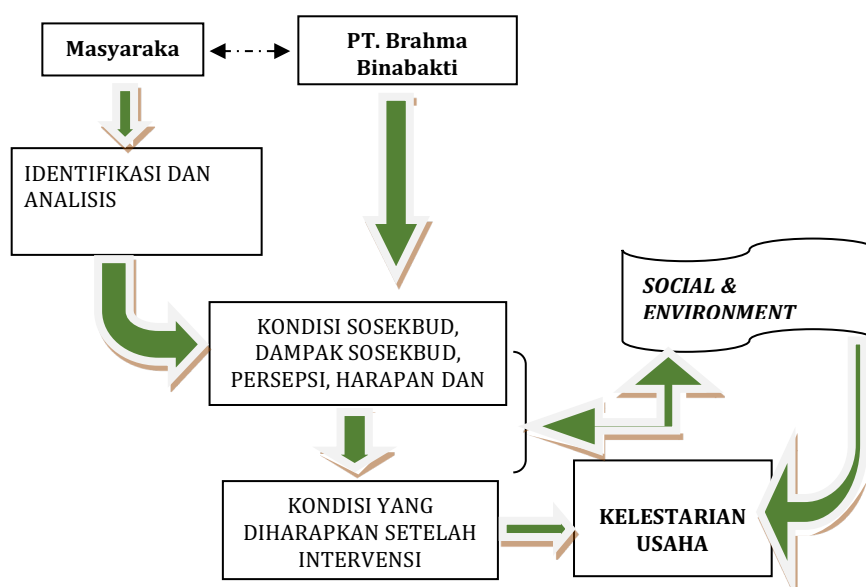 Masyaraka
PT. Brahma
Binabakti
IDENTIFIKASI DAN
ANALISIS
SOCIAL &
ENVIRONMENT
KONDISI SOSEKBUD,
DAMPAK SOSEKBUD,
PERSEPSI, HARAPAN DAN
KONDISI YANG
DIHARAPKAN SETELAH
INTERVENSI
KELESTARIAN
USAHA